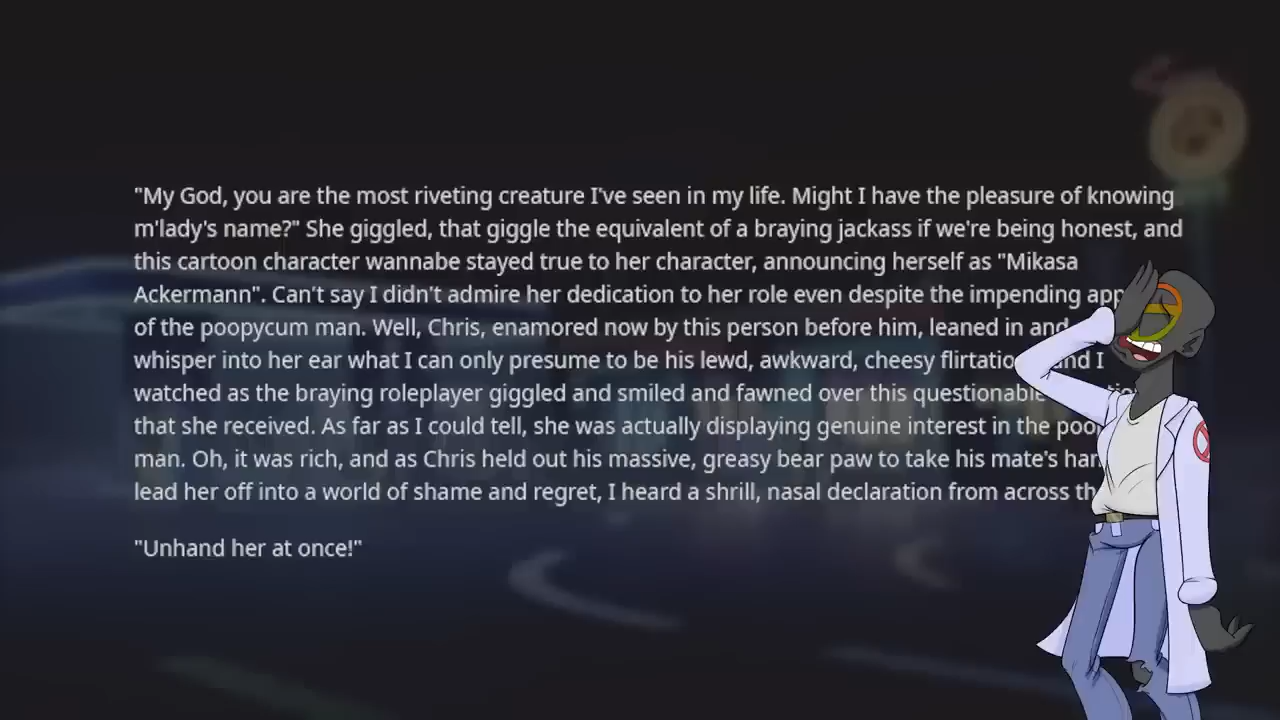 "My God, you are the most riveting creature I've seen in my life. Might I have the pleasure of knowing
m'lady's name?" She giggled, that giggle the equivalent of a braying jackass if we're being honest, and
this cartoon character wannabe stayed true to her character, announcing herself as "Mikasa
Ackermann". Can't say I didn't admire her dedication to her role even despite the impending
of the poopycum man. Well, Chris, enamored now by this person before him, leaned in and
whisper into her ear what I can only presume to be his lewd, awkward, cheesy and I
watched as the braying roleplayer giggled and smiled and fawned over this
that she received. As far as I could tell, she was actually displaying genuine interest in the
man. Oh, it was rich, and as Chris held out his massive, greasy bear paw to take his mate's
lead her off into a world of shame and regret, I heard a shrill, nasal declaration from across
"Unhand her at once!"